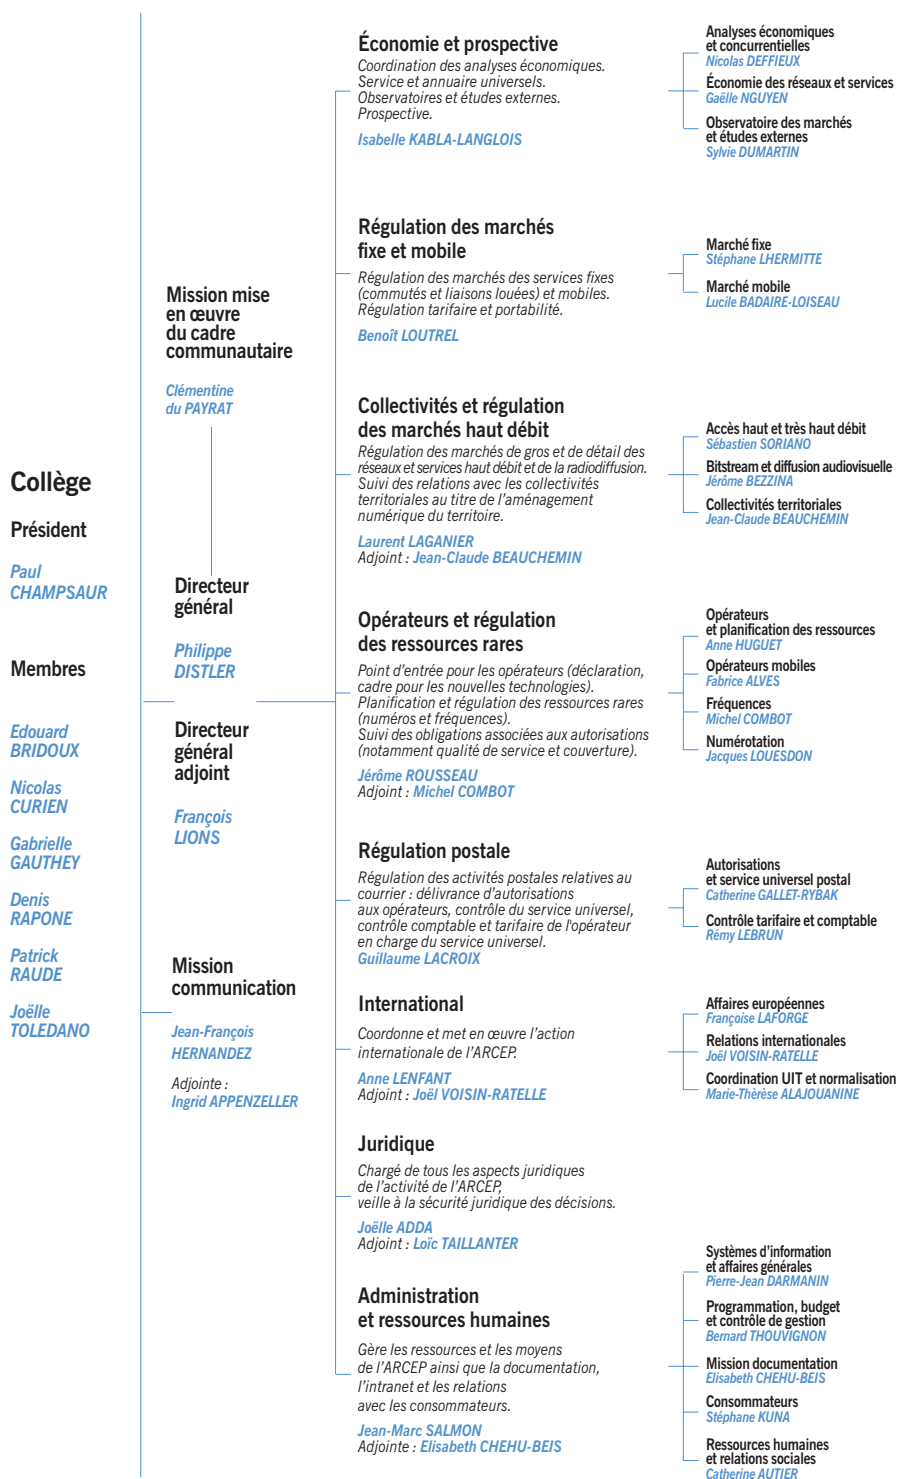 Collège
Président
Paul
CHAMPSAUR
Membres
Edouard
BRIDOUX
Nicolas
CURIEN
Gabrielle
GAUTHEY
Denis
RAPONE
Patrick
RAUDE
Joëlle
TOLEDANO
Mission mise
en œuvre
du cadre
communautaire
Clémentine
du PAYRAT
Directeur
général
Philippe
DISTLER
Directeur
général
adjoint
François
LIONS
Mission
communication
Jean-François
HERNANDEZ
Adjointe :
Ingrid APPENZELLER
Économie et prospective
Coordination des analyses économiques.
Service et annuaire universels.
Observatoires et études externes.
Prospective.
Isabelle KABLA-LANGLOIS
Analyses économiques
et concurrentielles
Nicolas DEFFIEUX
Économie des réseaux et services
Gaëlle NGUYEN
Observatoire des marchés
et études externes
Sylvie DUMARTIN
Régulation des marchés
fixe et mobile
Régulation des marchés des services fixes
(commutés et liaisons louées) et mobiles.
Régulation tarifaire et portabilité.
Benoît LOUTREL
Marché fixe
Stéphane LHERMITTE
Marché mobile
Lucile BADAIRE-LOISEAU
Collectivités et régulation
des marchés haut débit
Régulation des marchés de gros et de détail des
réseaux et services haut débit et de la radiodiffusion.
Suivi des relations avec les collectivités
territoriales au titre de l'aménagement
numérique du territoire.
Laurent LAGANIER
Adjoint : Jean-Claude BEAUCHEMIN
Accès haut et très haut débit
Sébastien SORIANO
Bitstream et diffusion audiovisuelle
Jérôme BEZZINA
Collectivités territoriales
Jean-Claude BEAUCHEMIN
Opérateurs et régulation
des ressources rares
Point d'entrée pour les opérateurs (déclaration,
cadre pour les nouvelles technologies).
Planification et régulation des ressources rares
(numéros et fréquences).
Suivi des obligations associées aux autorisations
(notamment qualité de service et couverture).
Jérôme ROUSSEAU
Adjoint : Michel COMBOT
Opérateurs
et planification des ressources
Anne HUGUET
Opérateurs mobiles
Fabrice ALVES
Fréquences
Michel COMBOT
Numérotation
Jacques LOUESDON
Régulation postale
Régulation des activités postales relatives au
courrier : délivrance d'autorisations
aux opérateurs, contrôle du service universel,
contrôle comptable et tarifaire de l'opérateur
en charge du service universel.
Guillaume LACROIX
Autorisations
et service universel postal
Catherine GALLET-RYBAK
Contrôle tarifaire et comptable
Rémy LEBRUN
International
Coordonne et met en œuvre l'action
internationale de l'ARCEP.
Anne LENFANT
Adjoint : Joël VOISIN-RATELLE
Affaires européennes
Françoise LAFORGE
Relations internationales
Joël VOISIN-RATELLE
Coordination UIT et normalisation
Marie-Thèrèse ALAJOUANINE
Juridique
Chargé de tous les aspects juridiques
de l'activité de l'ARCEP,
veille à la sécurité juridique des décisions.
Joëlle ADDA
Adjoint : Loïc TAILLANTER
Administration
et ressources humaines
Gère les ressources et les moyens
de l'ARCEP ainsi que la documentation,
l'intranet et les relations
avec les consommateurs.
Jean-Marc SALMON
Adjointe : Elisabeth CHEHU-BEIS
Systèmes d'information
et affaires générales
Pierre-Jean DARMANIN
Programmation, budget
et contrôle de gestion
Bernard THOUVIGNON
Mission documentation
Elisabeth CHEHU-BEIS
Consommateurs
Stéphane KUNA
Ressources humaines
et relations sociales
Catherine AUTIER